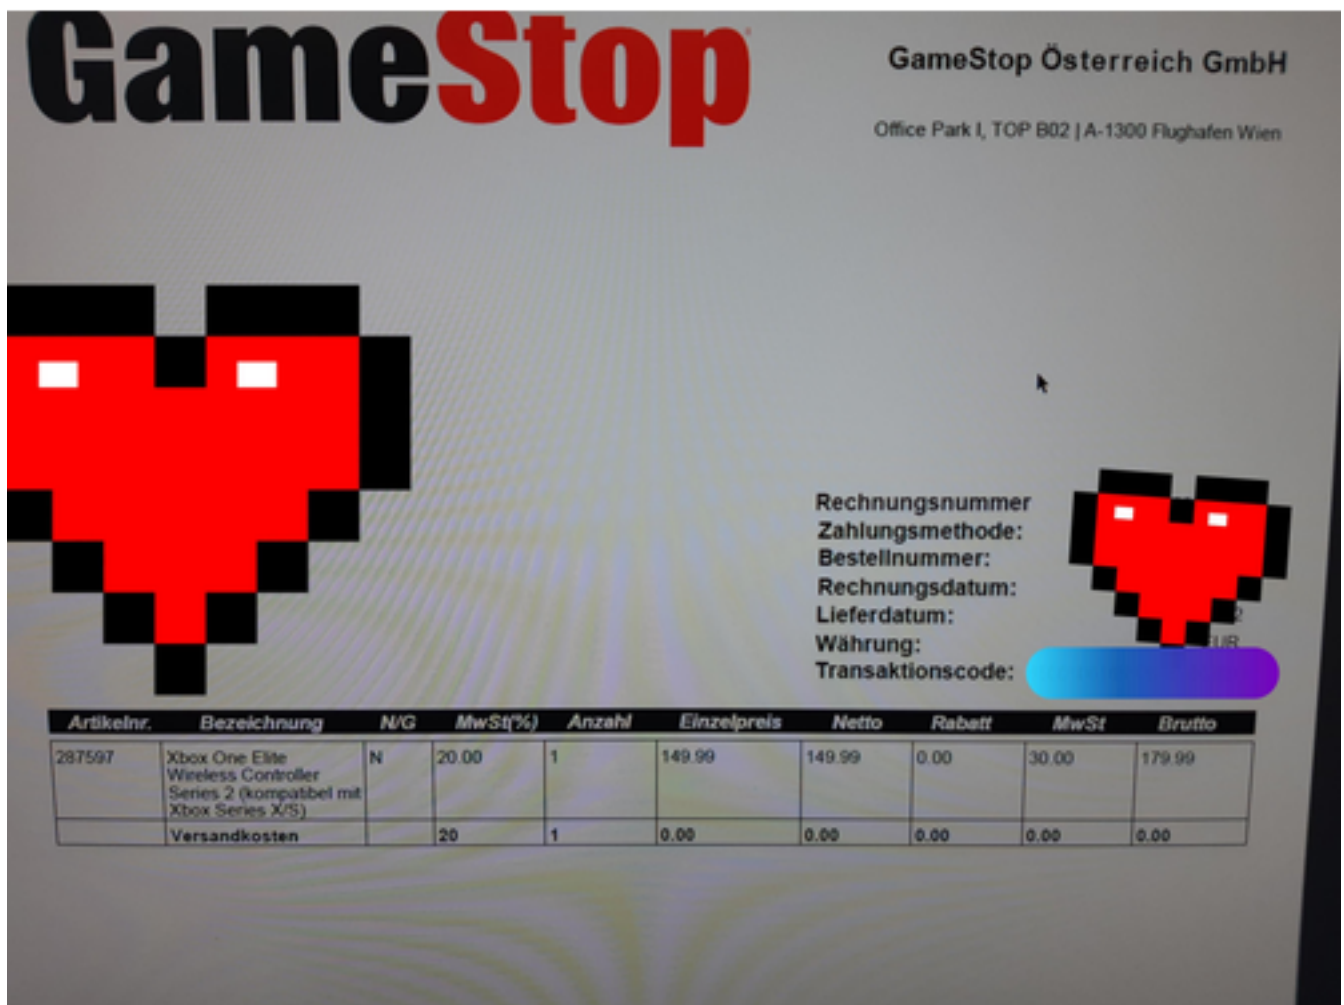 GameStop
GameStop Österreich GmbH
Office Park I, TOP B02 | A-1300 Flughafen Wien
Rechnungsnummer
Zahlungsmethode:
Bestellnummer:
Rechnungsdatum:
Lieferdatum: 2
Währung: EUR
Transaktionscode:
Artikelnr. Bezeichnung N/G MwSt(%) Anzahl Einzelpreis Netto Rabatt MwSt Brutto
287597 Xbox One Elite N 20.00 1 149.99 149.99 0.00 30.00 179.99
Wireless Controller
Series 2 (kompatibel mit
Xbox Series X/S)
Versandkosten 20 1 0.00 0.00 0.00 0.00 0.00